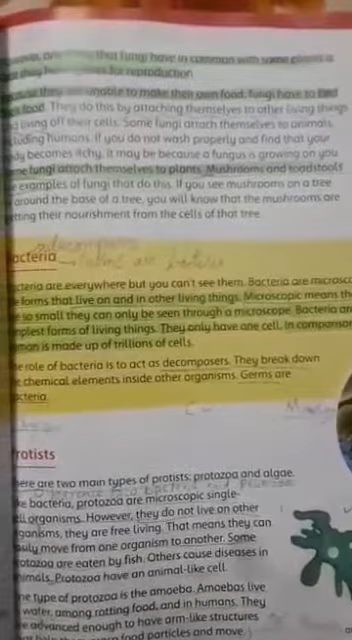 that fungi have in common with some plants is
they have for reproduction
they are unable to make their own food, fungi have to find
food. They do this by attaching themselves to other living things
living off their cells. Some fungi attach themselves to animals,
humans. If you do not wash properly and find that your
becomes itchy, it may be because a fungus is growing on you.
fungi attach themselves to plants. Mushrooms and toadstools
examples of fungi that do this. If you see mushrooms on a tree
around the base of a tree, you will know that the mushrooms are
their nourishment from the cells of that tree.
acteria
cteria are everywhere but you can't see them. Bacteria are microsc
forms that live on and in other living things. Microscopic means th
so small they can only be seen through a microscope. Bacteria ar
mplest forms of living things. They only have one cell. In comparison
man is made up of trillions of cells.
e role of bacteria is to act as decomposers. They break down
chemical elements inside other organisms. Germs are
acteria.
rotists
here are two main types of protists: protozoa and algae.
ke bacteria, protozoa are microscopic single-
ell organisms. However, they do not live on other
ganisms, they are free living. That means they can
asily move from one organism to another. Some
rotozoa are eaten by fish. Others cause diseases in
nimals. Protozoa have an animal-like cell.
ne type of protozoa is the amoeba. Amoebas live
water, among rotting food, and in humans. They
e advanced enough to have arm-like structures
food particles and move.